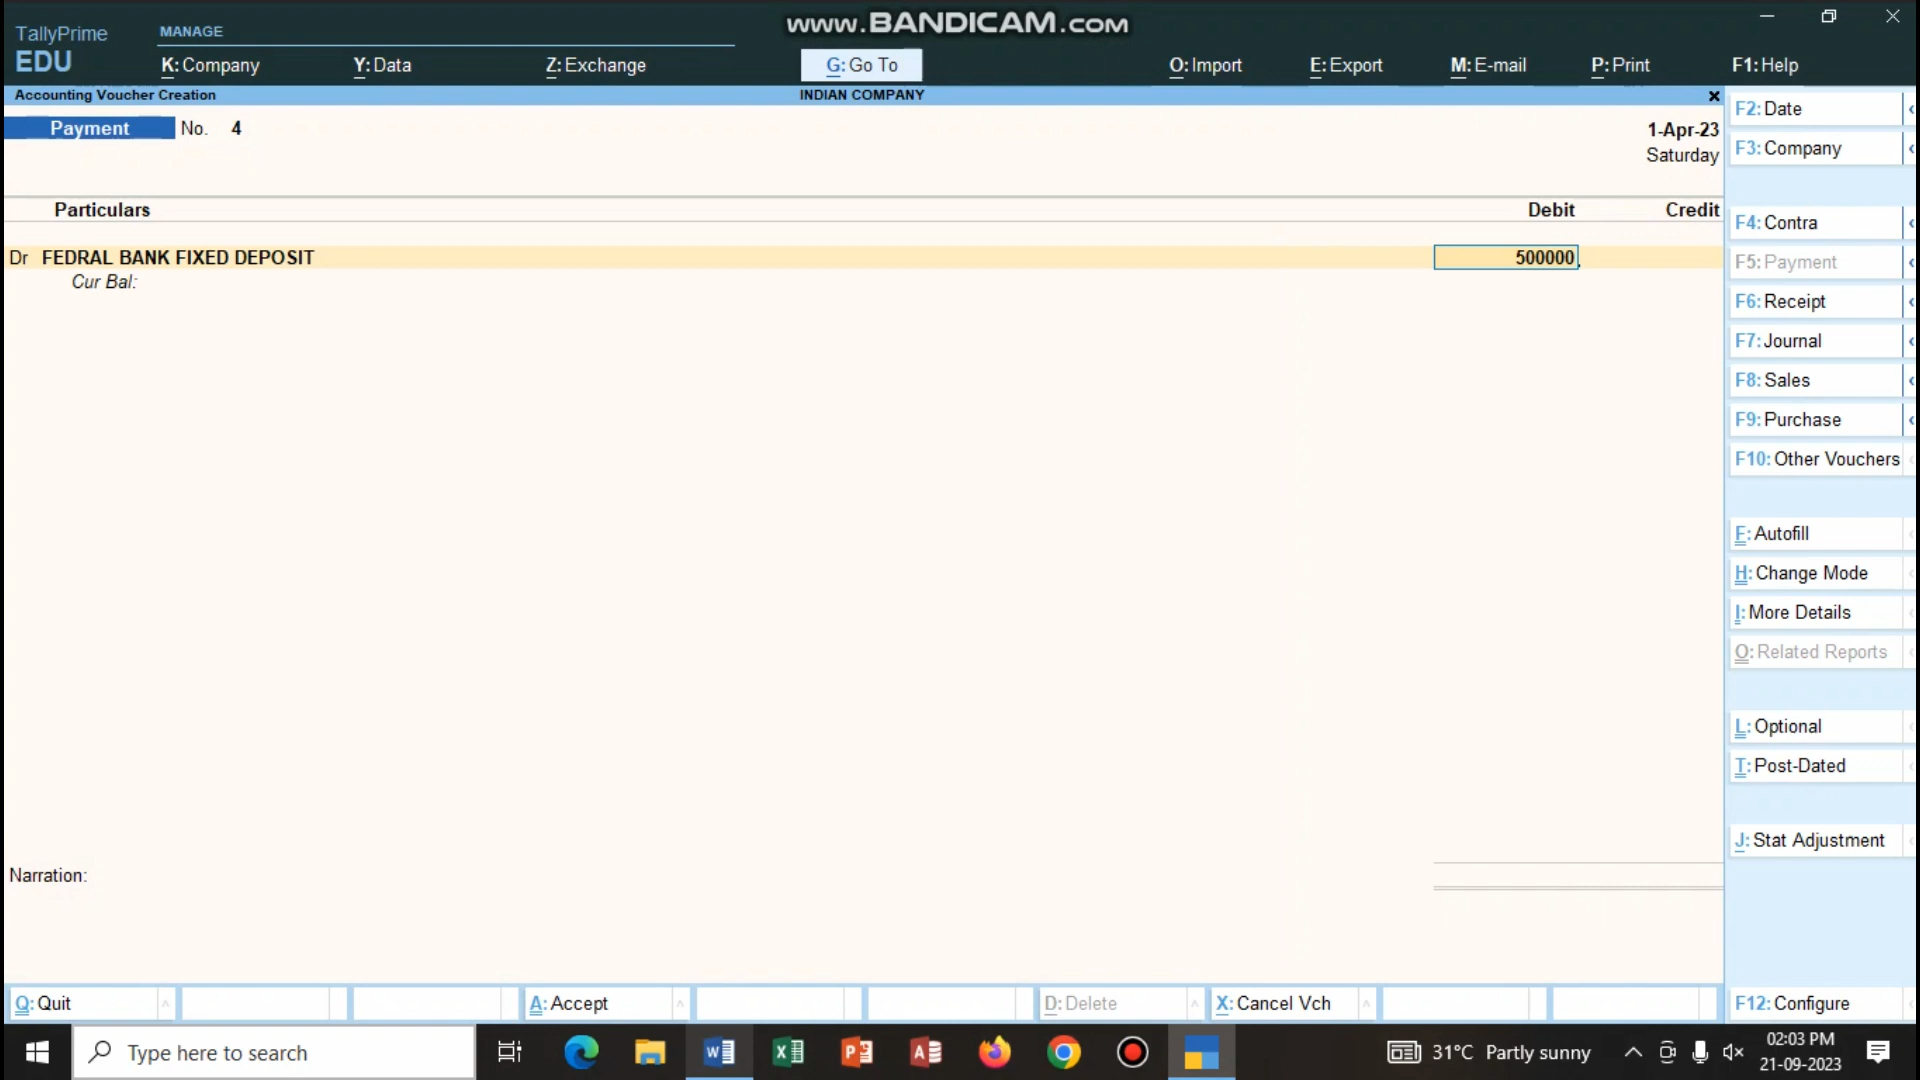 www.BANDICAM.com
TallyPrime
EDU
MANAGE
K: Company
Y: Data
Z: Exchange
G: Go To
O: Import
E: Export
M: E-mail
P: Print
F1: Help
Accounting Voucher Creation
INDIAN COMPANY
Payment No. 4
1-Apr-23
Saturday
Particulars Debit Credit
Dr FEDRAL BANK FIXED DEPOSIT 500000
Cur Bal:
Narration:
F2: Date
F3: Company
F4: Contra
F5: Payment
F6: Receipt
F7: Journal
F8: Sales
F9: Purchase
F10: Other Vouchers
F: Autofill
H: Change Mode
I: More Details
O: Related Reports
L: Optional
T: Post-Dated
J: Stat Adjustment
F12: Configure
Q: Quit
A: Accept
D: Delete
X: Cancel Vch
Type here to search
31°C Partly sunny
02:03 PM
21-09-2023